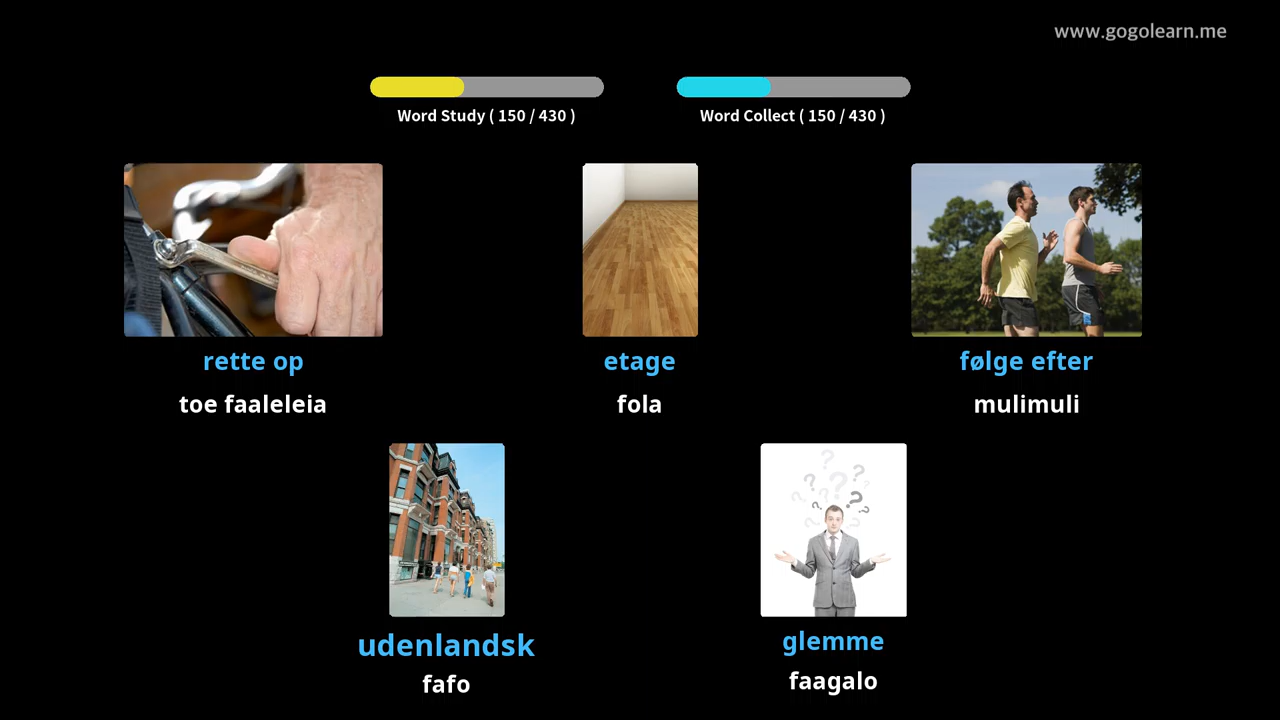 www.gogolearn.me
Word Study ( 150 / 430 )
Word Collect ( 150 / 430 )
rette op
etage
følge efter
toe faaleleia
fola
mulimuli
udenlandsk
glemme
fafo
faagalo